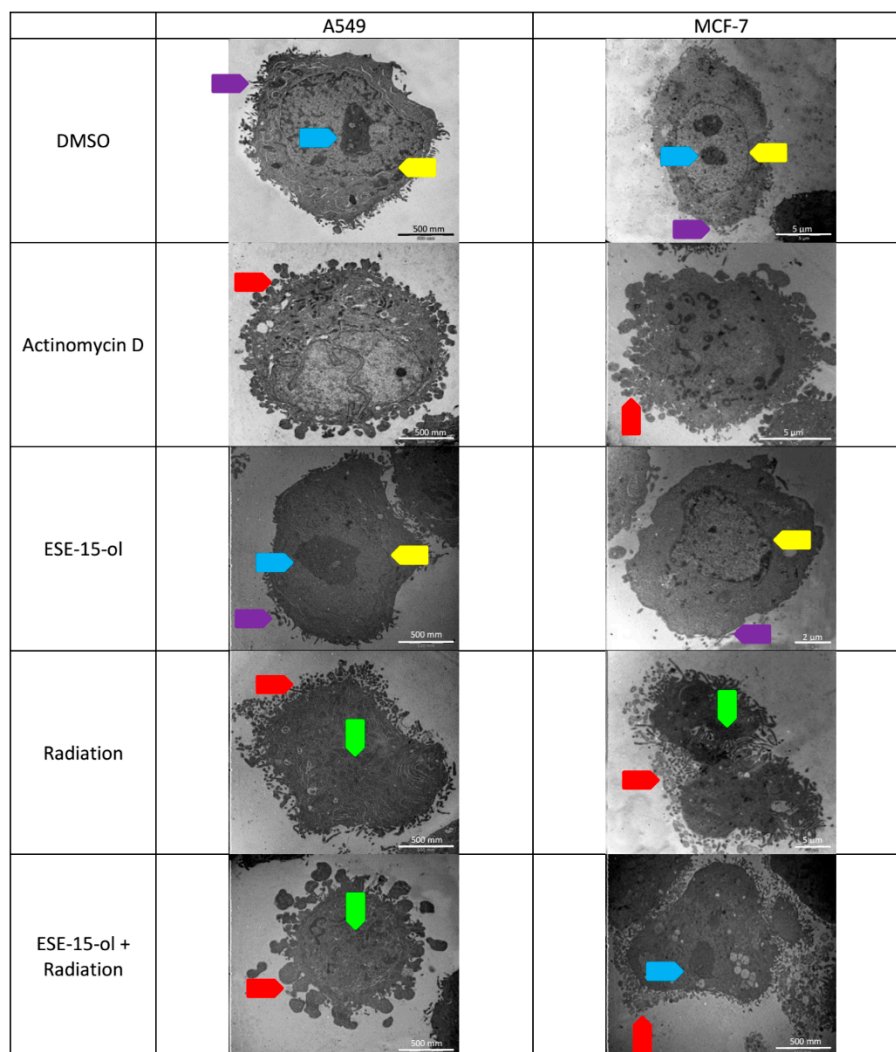 A549
MCF-7
DMSO
500 mm
5 µm
Actinomycin D
500 mm
5 µm
ESE-15-ol
500 mm
2 µm
Radiation
500 mm
5 µm
ESE-15-ol +
Radiation
500 mm
500 mm